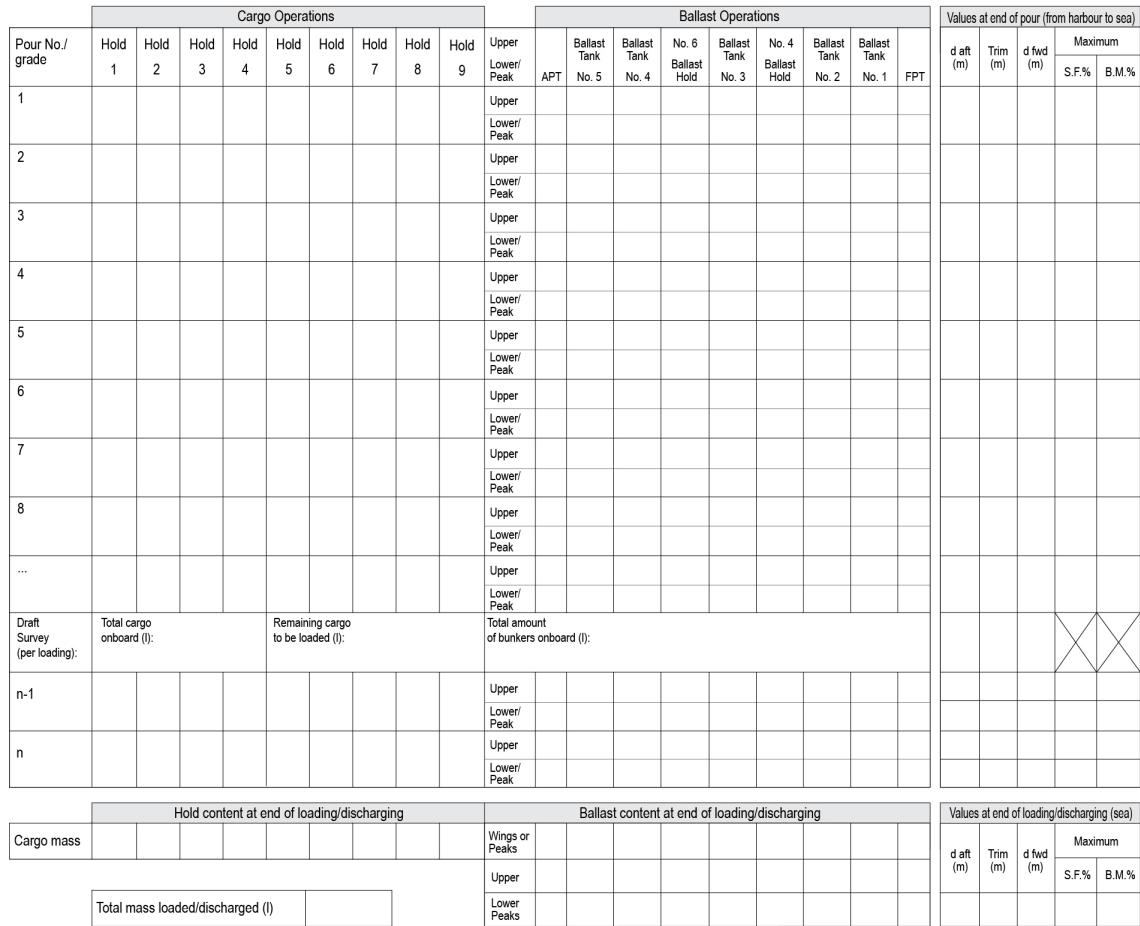 Cargo Operations
Ballast Operations
Values at end of pour (from harbour to sea)
Pour No./
grade
Hold
1
Hold
2
Hold
3
Hold
4
Hold
5
Hold
6
Hold
7
Hold
8
Hold
9
Upper
Lower/
Peak
APT
Ballast
Tank
No. 5
Ballast
Tank
No. 4
No. 6
Ballast
Hold
Ballast
Tank
No. 3
No. 4
Ballast
Hold
Ballast
Tank
No. 2
Ballast
Tank
No. 1
FPT
d aft
(m)
Trim
(m)
d fwd
(m)
Maximum
S.F.%
B.M.%
1
Upper
Lower/
Peak
2
Upper
Lower/
Peak
3
Upper
Lower/
Peak
4
Upper
Lower/
Peak
5
Upper
Lower/
Peak
6
Upper
Lower/
Peak
7
Upper
Lower/
Peak
8
Upper
Lower/
Peak
...
Upper
Lower/
Peak
Draft
Survey
(per loading):
Total cargo
onboard (l):
Remaining cargo
to be loaded (l):
Total amount
of bunkers onboard (l):
n-1
Upper
Lower/
Peak
n
Upper
Lower/
Peak
Hold content at end of loading/discharging
Ballast content at end of loading/discharging
Values at end of loading/discharging (sea)
Cargo mass
Wings or
Peaks
d aft
(m)
Trim
(m)
d fwd
(m)
Maximum
S.F.%
B.M.%
Upper
Total mass loaded/discharged (l)
Lower
Peaks